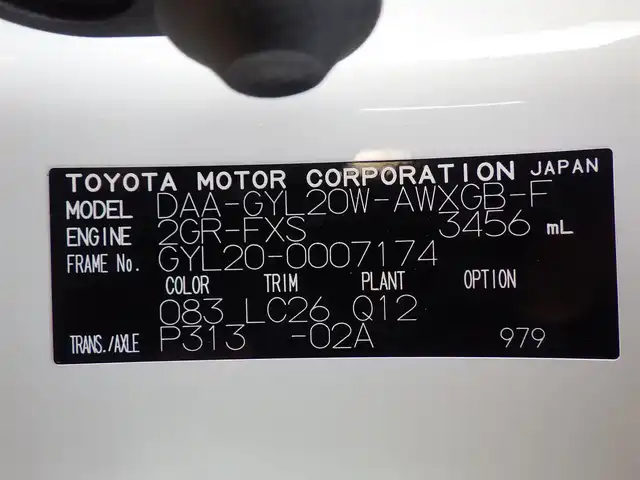 TOYOTA MOTOR CORPORATION JAPAN
MODEL DAA-GYL20W-AWXGB-F
ENGINE 2GR-FXS 3456 mL
FRAME No. GYL20-0007174
COLOR TRIM PLANT OPTION
083 LC26 Q12
TRANS./AXLE P313 -02A 979